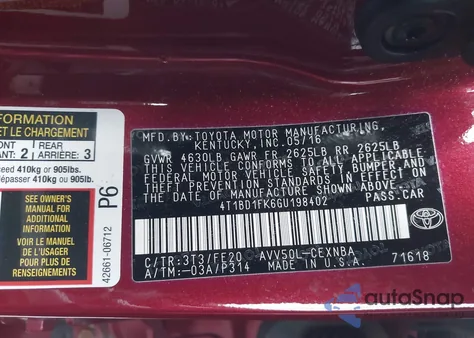 FORMATION
ET LE CHARGEMENT
ONT
ANT: 2
REAR
ARRIÈRE: 3
exceed 410kg or 905lbs.
dépasser 410kg ou 905lbs.
SEE OWNER'S
MANUAL FOR
ADDITIONAL
INFORMATION
VOIR LE MANUEL
DE L'USAGER
POUR PLUS DE
RENSEIGNEMENTS
P6
42661-06712
MFD.BY: TOYOTA MOTOR MANUFACTURING,
KENTUCKY, INC. 05/16
GVWR 4630LB GAWR FR 2625LB RR 2625LB
THIS VEHICLE CONFORMS TO ALL APPLICABLE
FEDERAL MOTOR VEHICLE SAFETY, BUMPER, AND
THEFT PREVENTION STANDARDS IN EFFECT ON
THE DATE OF MANUFACTURE SHOWN ABOVE.
4T1BD1FK6GU198402
PASS.CAR
C/TR: 3T3/FE20 AVV50L-CEXNBA
A/TM: -03A/P314 MADE IN U.S.A. 71618
TOYOTA
autoSnap